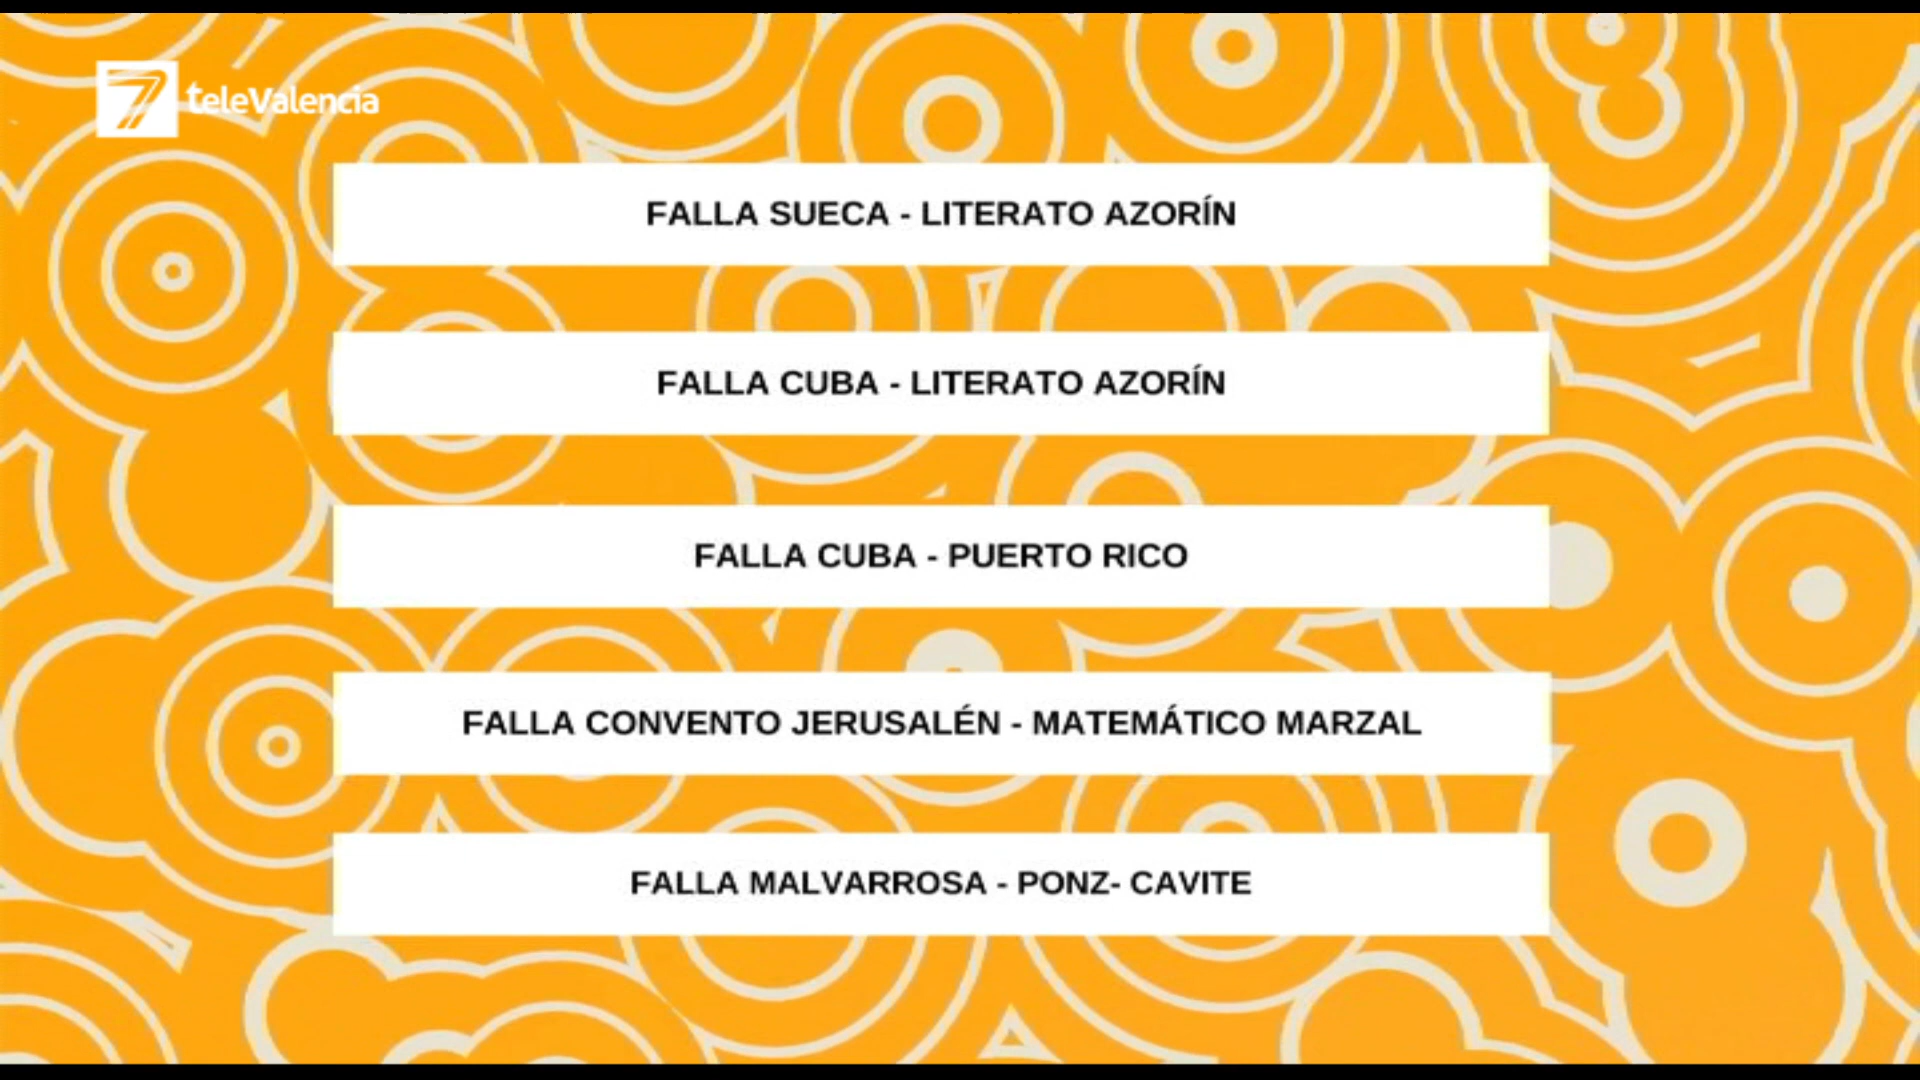 7 teleValencia
FALLA SUECA - LITERATO AZORÍN
FALLA CUBA - LITERATO AZORÍN
FALLA CUBA - PUERTO RICO
FALLA CONVENTO JERUSALÉN - MATEMÁTICO MARZAL
FALLA MALVARROSA - PONZ- CAVITE